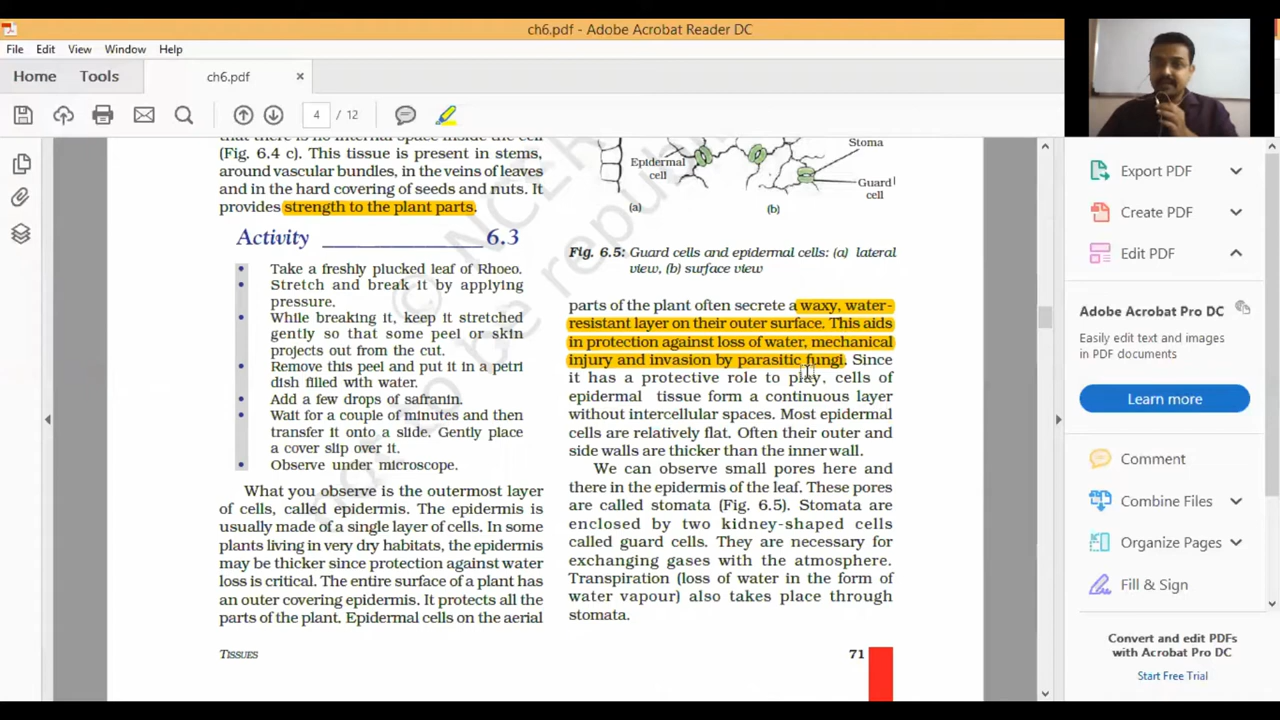 ch6.pdf - Adobe Acrobat Reader DC
File Edit View Window Help
Home Tools ch6.pdf ×
4 / 12
that there is no internal space inside the cell
(Fig. 6.4 c). This tissue is present in stems,
around vascular bundles, in the veins of leaves
and in the hard covering of seeds and nuts. It
provides strength to the plant parts.
Activity 6.3
• Take a freshly plucked leaf of Rhoeo.
• Stretch and break it by applying
pressure.
• While breaking it, keep it stretched
gently so that some peel or skin
projects out from the cut.
• Remove this peel and put it in a petri
dish filled with water.
• Add a few drops of safranin.
• Wait for a couple of minutes and then
transfer it onto a slide. Gently place
a cover slip over it.
• Observe under microscope.
What you observe is the outermost layer
of cells, called epidermis. The epidermis is
usually made of a single layer of cells. In some
plants living in very dry habitats, the epidermis
may be thicker since protection against water
loss is critical. The entire surface of a plant has
an outer covering epidermis. It protects all the
parts of the plant. Epidermal cells on the aerial
Epidermal
cell
Stoma
Guard
cell
(a)
(b)
Fig. 6.5: Guard cells and epidermal cells: (a) lateral
view, (b) surface view
parts of the plant often secrete a waxy, water-
resistant layer on their outer surface. This aids
in protection against loss of water, mechanical
injury and invasion by parasitic fungi. Since
it has a protective role to play, cells of
epidermal tissue form a continuous layer
without intercellular spaces. Most epidermal
cells are relatively flat. Often their outer and
side walls are thicker than the inner wall.
We can observe small pores here and
there in the epidermis of the leaf. These pores
are called stomata (Fig. 6.5). Stomata are
enclosed by two kidney-shaped cells
called guard cells. They are necessary for
exchanging gases with the atmosphere.
Transpiration (loss of water in the form of
water vapour) also takes place through
stomata.
TISSUES
71
© NCER
not to be republi
Export PDF
Create PDF
Edit PDF
Adobe Acrobat Pro DC
Easily edit text and images
in PDF documents
Learn more
Comment
Combine Files
Organize Pages
Fill & Sign
Convert and edit PDFs
with Acrobat Pro DC
Start Free Trial